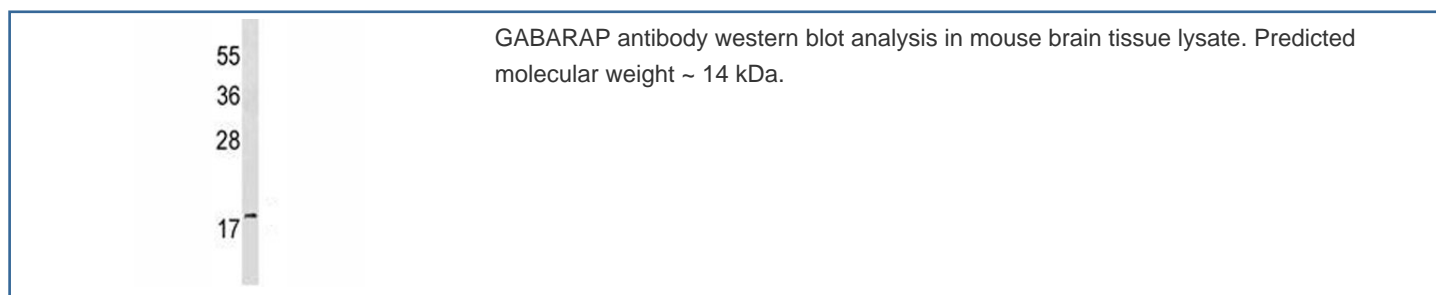 55
36
28
17
GABARAP antibody western blot analysis in mouse brain tissue lysate. Predicted
molecular weight ~ 14 kDa.